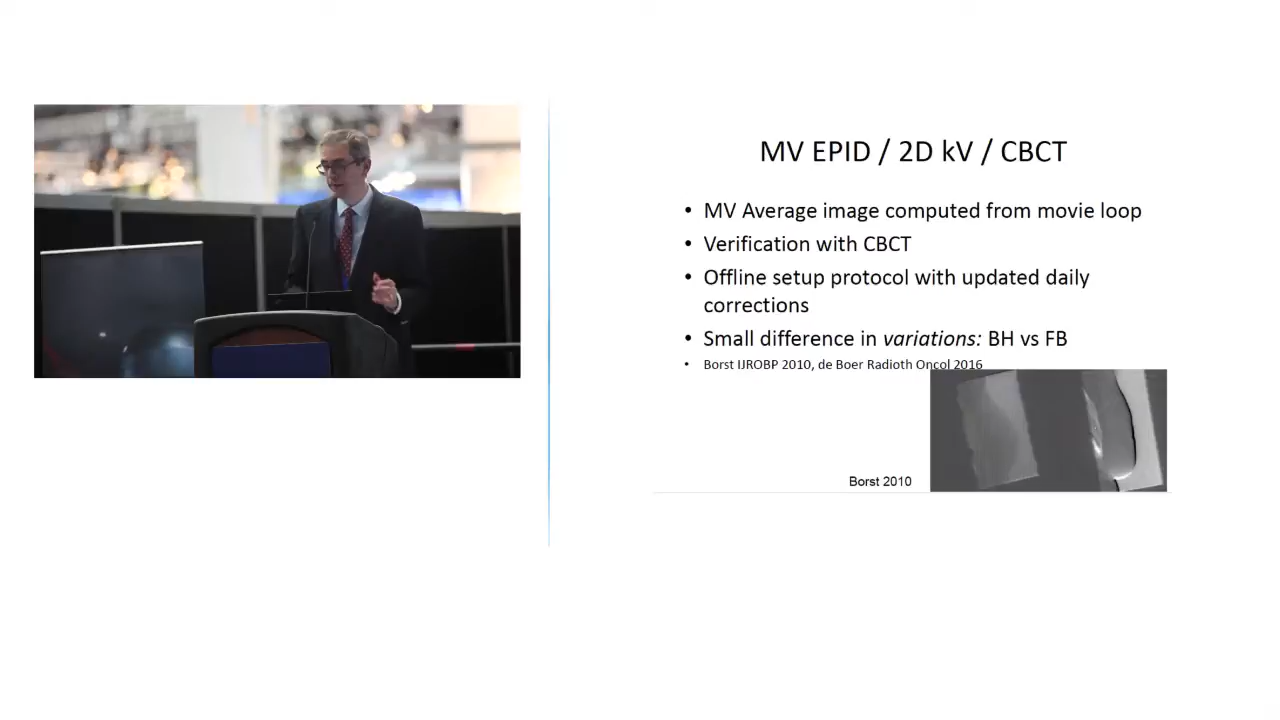 MV EPID / 2D kV / CBCT
• MV Average image computed from movie loop
• Verification with CBCT
• Offline setup protocol with updated daily
corrections
• Small difference in variations: BH vs FB
• Borst IJROBP 2010, de Boer Radioth Oncol 2016
Borst 2010